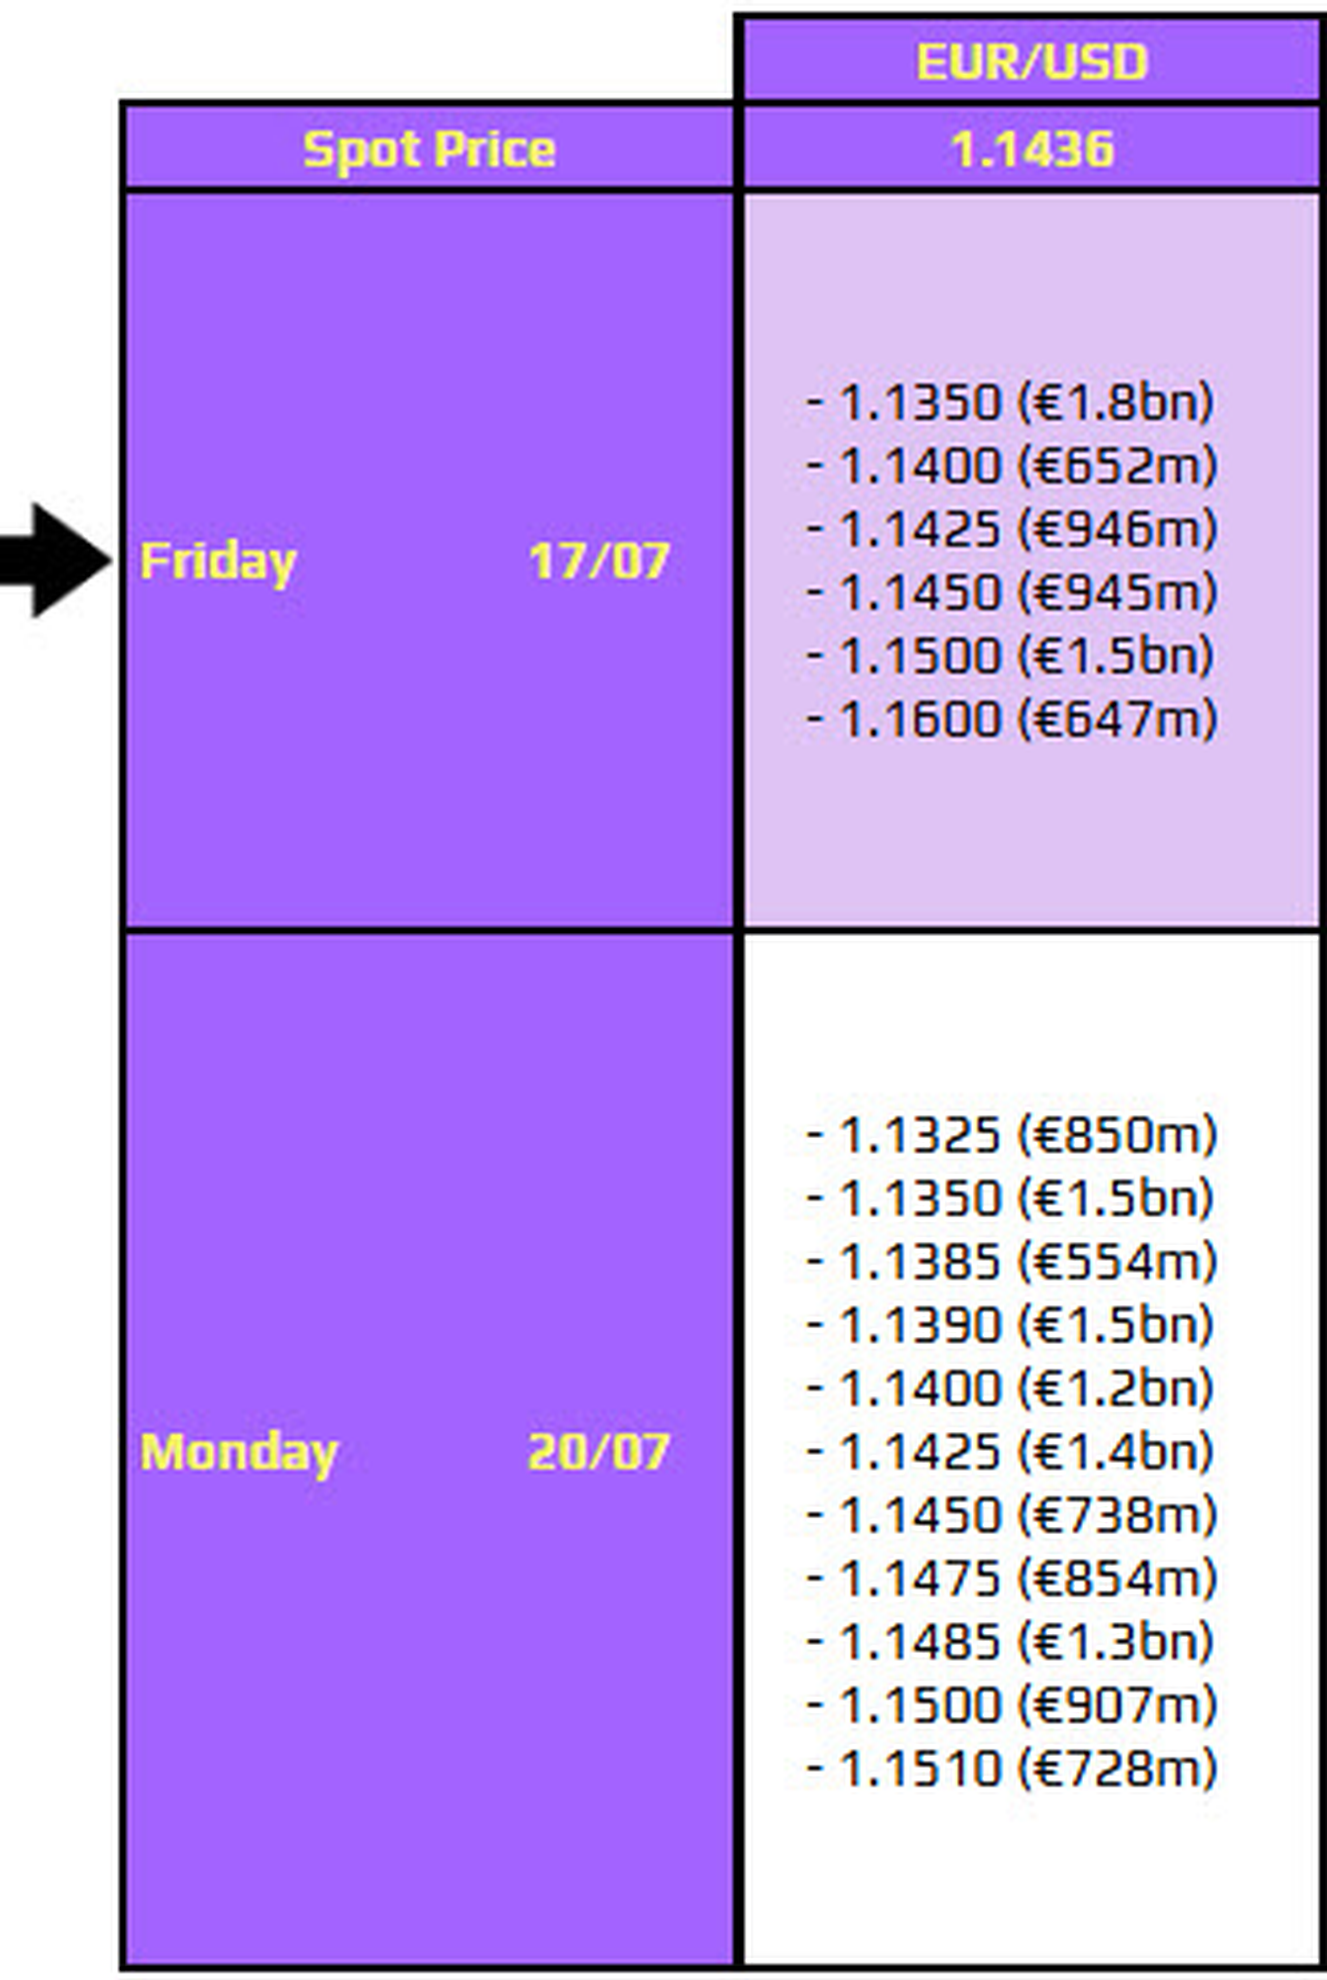 EUR/USD
Spot Price 1.1436
Friday 17/07
- 1.1350 (€1.8bn)
- 1.1400 (€652m)
- 1.1425 (€946m)
- 1.1450 (€945m)
- 1.1500 (€1.5bn)
- 1.1600 (€647m)
Monday 20/07
- 1.1325 (€850m)
- 1.1350 (€1.5bn)
- 1.1385 (€554m)
- 1.1390 (€1.5bn)
- 1.1400 (€1.2bn)
- 1.1425 (€1.4bn)
- 1.1450 (€738m)
- 1.1475 (€854m)
- 1.1485 (€1.3bn)
- 1.1500 (€907m)
- 1.1510 (€728m)